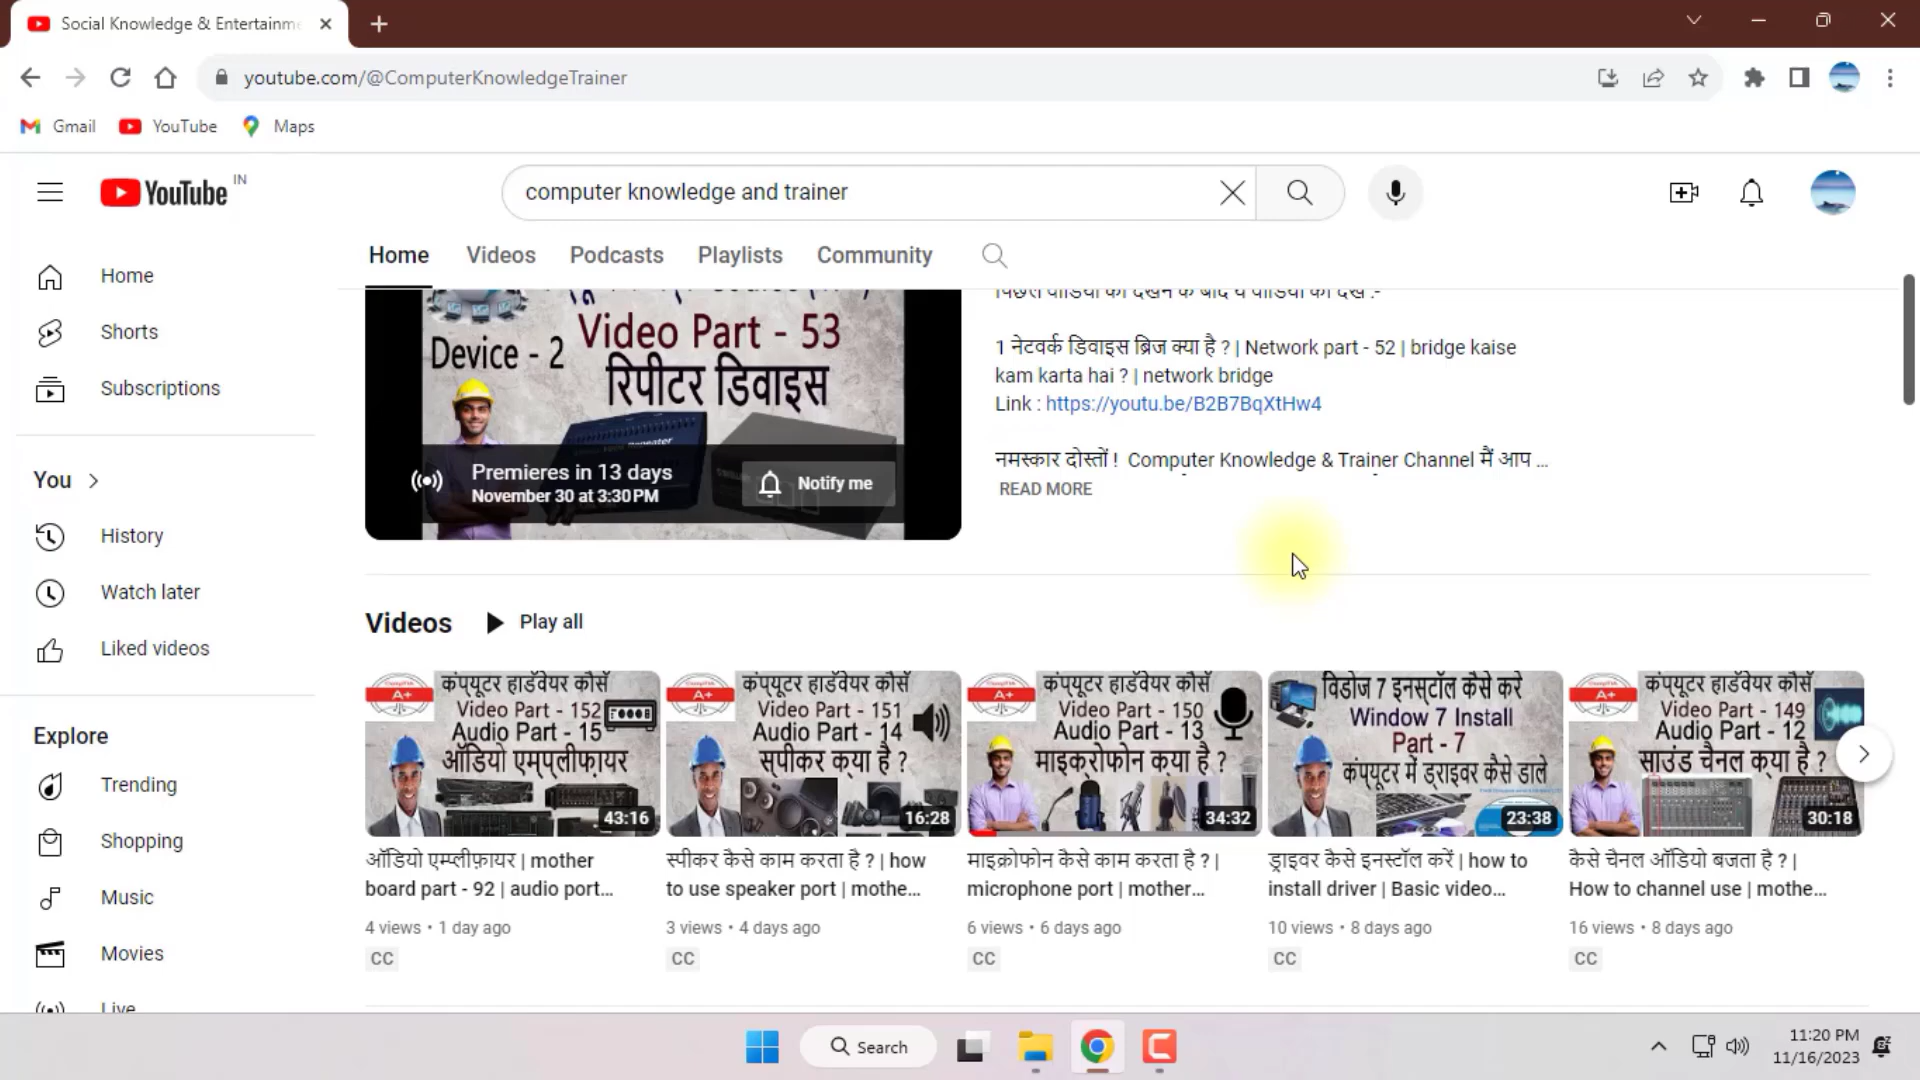 Social Knowledge & Entertainm
youtube.com/@ComputerKnowledgeTrainer
Gmail
YouTube
Maps
YouTube IN
computer knowledge and trainer
Home
Videos
Podcasts
Playlists
Community
Home
Shorts
Subscriptions
You
History
Watch later
Liked videos
Explore
Trending
Shopping
Music
Movies
Live
Video Part - 53
Device - 2
रिपीटर डिवाइस
Repeater
Premieres in 13 days
November 30 at 3:30 PM
Notify me
1 नेटवर्क डिवाइस ब्रिज क्या है ? | Network part - 52 | bridge kaise
kam karta hai ? | network bridge
Link : https://youtu.be/B2B7BqXtHw4
नमस्कार दोस्तों ! Computer Knowledge & Trainer Channel मैं आप ...
READ MORE
Videos
Play all
A+
कंप्यूटर हार्डवेयर कोर्स
Video Part - 152
Audio Part - 15
ऑडियो एम्प्लीफ़ायर
43:16
ऑडियो एम्प्लीफ़ायर | mother
board part - 92 | audio port...
4 views • 1 day ago
CC
A+
कंप्यूटर हार्डवेयर कोर्स
Video Part - 151
Audio Part - 14
स्पीकर क्या है ?
16:28
स्पीकर कैसे काम करता है ? | how
to use speaker port | mothe...
3 views • 4 days ago
CC
A+
कंप्यूटर हार्डवेयर कोर्स
Video Part - 150
Audio Part - 13
माइक्रोफोन क्या है ?
34:32
माइक्रोफोन कैसे काम करता है ? |
microphone port | mother...
6 views • 6 days ago
CC
विंडोज 7 इनस्टॉल कैसे करे
Window 7 Install
Part - 7
कंप्यूटर में ड्राइवर कैसे डाले
23:38
ड्राइवर कैसे इनस्टॉल करें | how to
install driver | Basic video...
10 views • 8 days ago
CC
A+
कंप्यूटर हार्डवेयर कोर्स
Video Part - 149
Audio Part - 12
साउंड चैनल क्या है ?
30:18
कैसे चैनल ऑडियो बजता है ? |
How to channel use | mothe...
16 views • 8 days ago
CC
Search
11:20 PM
11/16/2023